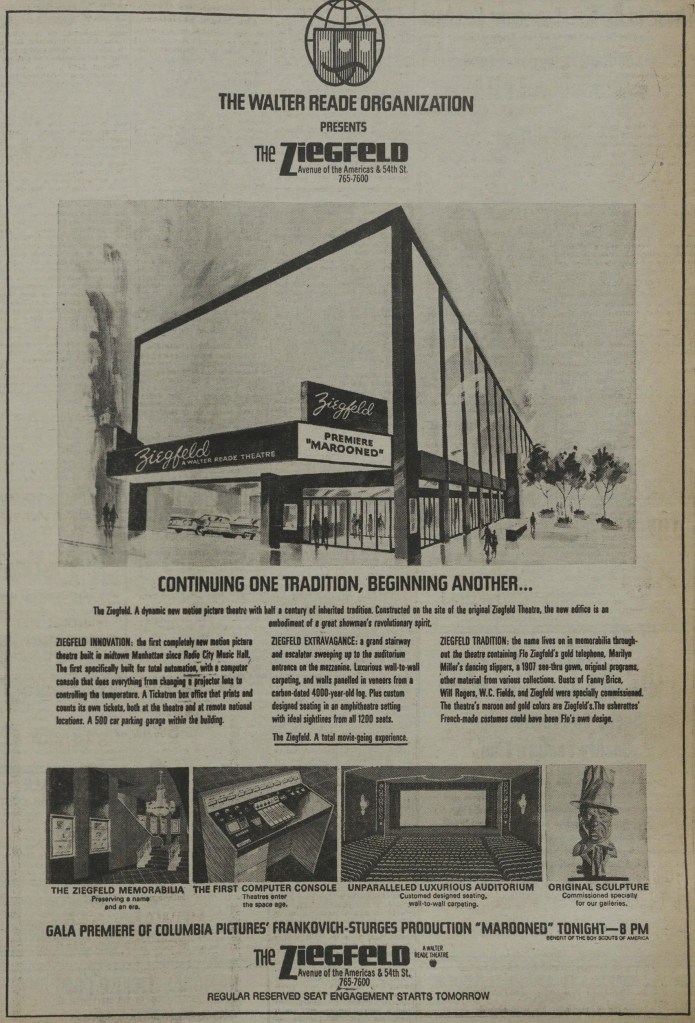 THE WALTER READE ORGANIZATION
PRESENTS
THE ZIEGFELD
Avenue of the Americas & 54th St.
765-7600
Ziegfeld
PREMIERE
"MAROONED"
Ziegfeld A WALTER READE THEATRE
CONTINUING ONE TRADITION, BEGINNING ANOTHER...
The Ziegfeld. A dynamic new motion picture theatre with half a century of inherited tradition. Constructed on the site of the original Ziegfeld Theatre, the new edifice is an
embodiment of a great showman's revolutionary spirit.
ZIEGFELD INNOVATION: the first completely new motion picture
theatre built in midtown Manhattan since Radio City Music Hall.
The first specifically built for total automation, with a computer
console that does everything from changing a projector lens to
controlling the temperature. A Ticketron box office that prints and
counts its own tickets, both at the theatre and at remote national
locations. A 500 car parking garage within the building.
ZIEGFELD EXTRAVAGANCE: a grand stairway
and escalator sweeping up to the auditorium
entrance on the mezzanine. Luxurious wall-to-wall
carpeting, and walls panelled in veneers from a
carbon-dated 4000-year-old log. Plus custom
designed seating in an amphitheatre setting
with ideal sightlines from all 1200 seats.
The Ziegfeld. A total movie-going experience.
ZIEGFELD TRADITION: the name lives on in memorabilia through-
out the theatre containing Flo Ziegfeld's gold telephone, Marilyn
Miller's dancing slippers, a 1907 see-thru gown, original programs,
other material from various collections. Busts of Fanny Brice,
Will Rogers, W.C. Fields, and Ziegfeld were specially commissioned.
The theatre's maroon and gold colors are Ziegfeld's.The usherettes'
French-made costumes could have been Flo's own design.
THE ZIEGFELD MEMORABILIA
Preserving a name
and an era.
THE FIRST COMPUTER CONSOLE
Theatres enter
the space age.
UNPARALLELED LUXURIOUS AUDITORIUM
Customed designed seating,
wall-to-wall carpeting.
ORIGINAL SCULPTURE
Commissioned specially
for our galleries.
GALA PREMIERE OF COLUMBIA PICTURES' FRANKOVICH-STURGES PRODUCTION "MAROONED" TONIGHT—8 PM
BENEFIT OF THE BOY SCOUTS OF AMERICA
THE ZIEGFELD
A WALTER
READE THEATRE
Avenue of the Americas & 54th St.
765-7600
REGULAR RESERVED SEAT ENGAGEMENT STARTS TOMORROW